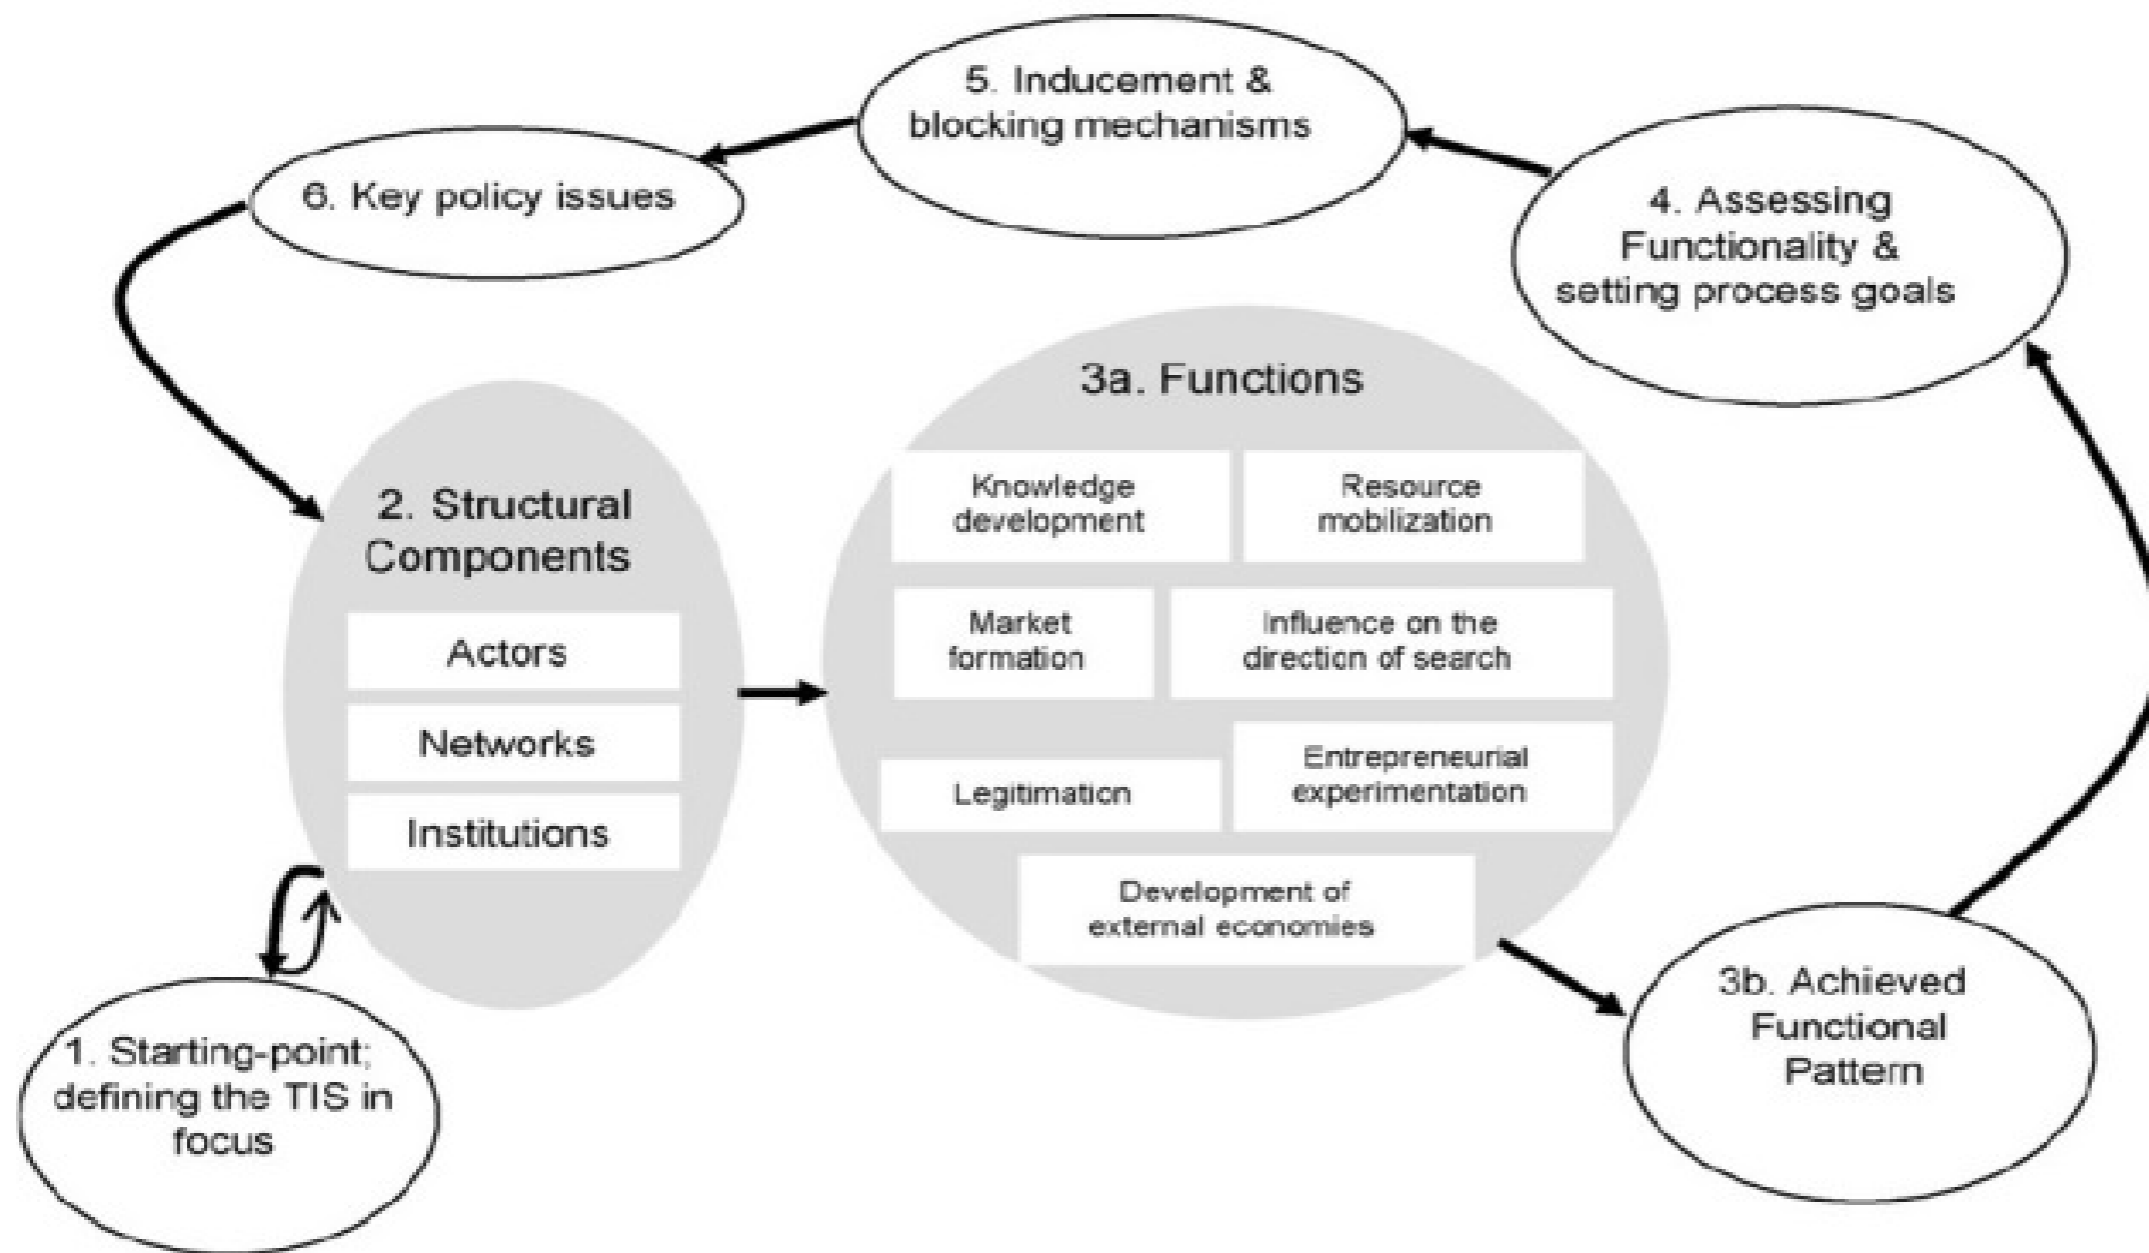 5. Inducement &
blocking mechanisms
6. Key policy issues
4. Assessing
Functionality &
setting process goals
3a. Functions
Knowledge
development
Resource
mobilization
2. Structural
Components
Market
formation
Influence on the
direction of search
Actors
Networks
Institutions
Legitimation
Entrepreneurial
experimentation
Development of
external economies
3b. Achieved
Functional
Pattern
1. Starting-point;
defining the TIS in
focus